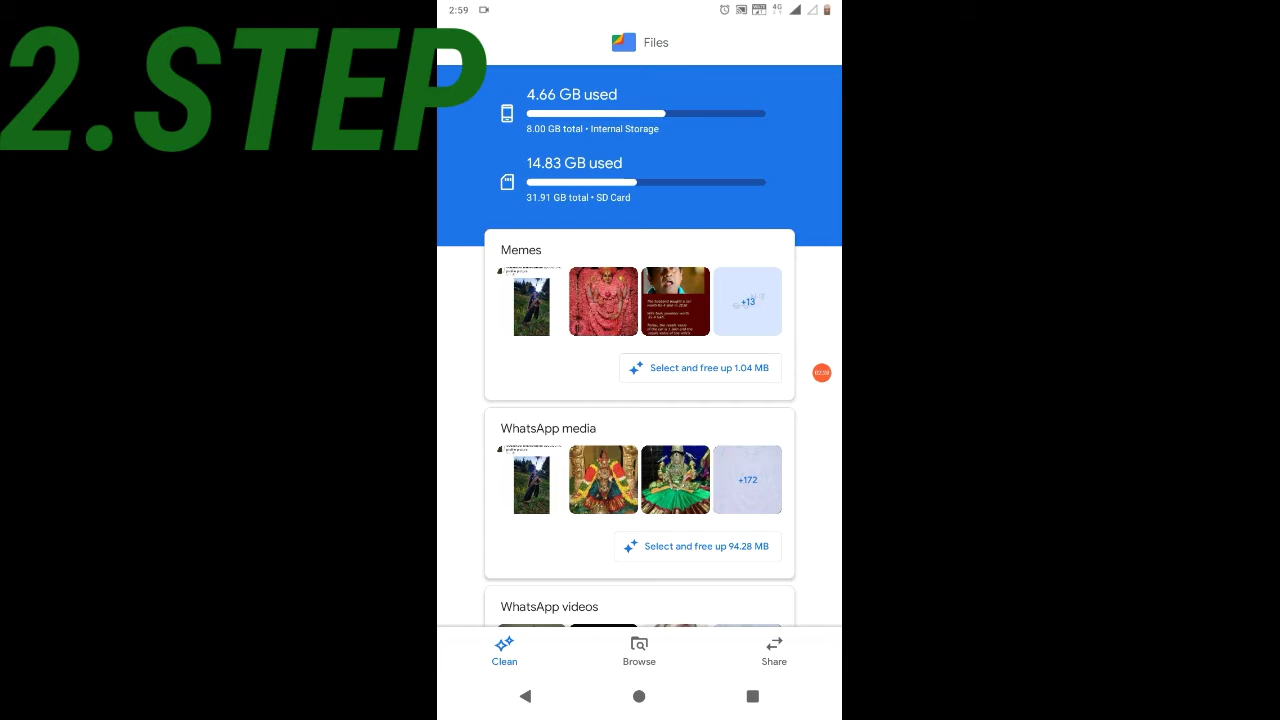 2.STEP
2:59
4G
Files
4.66 GB used
8.00 GB total • Internal Storage
14.83 GB used
31.91 GB total • SD Card
Memes
+13
Select and free up 1.04 MB
WhatsApp media
+172
Select and free up 94.28 MB
WhatsApp videos
Clean
Browse
Share